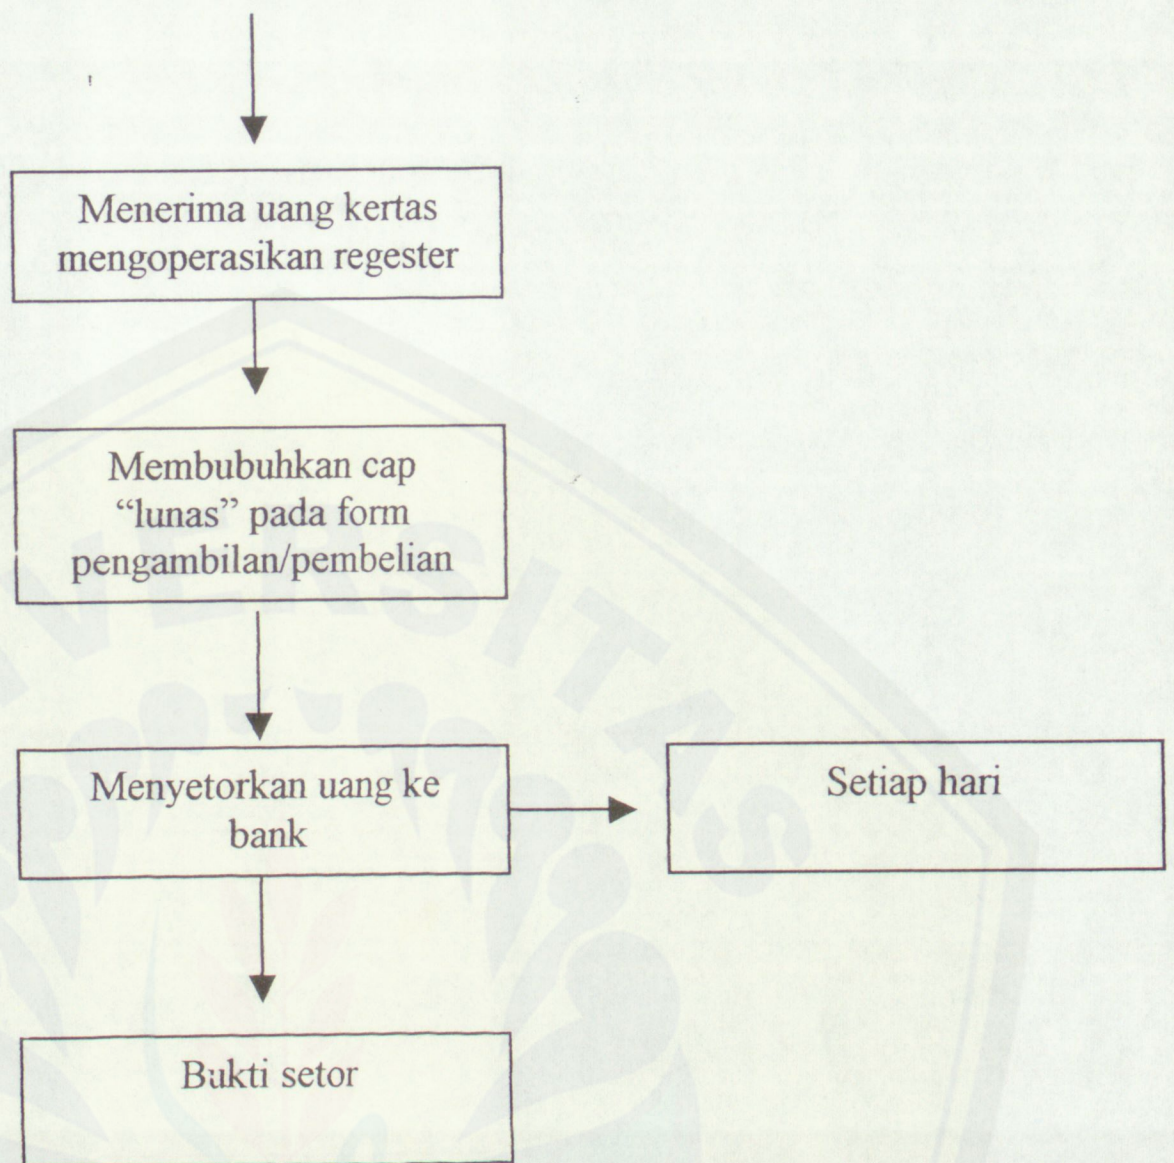 Menerima uang kertas
mengoperasikan regester
Membubuhkan cap
“lunas” pada form
pengambilan/pembelian
Menyetorkan uang ke
bank
Setiap hari
Bukti setor
VERSITAS